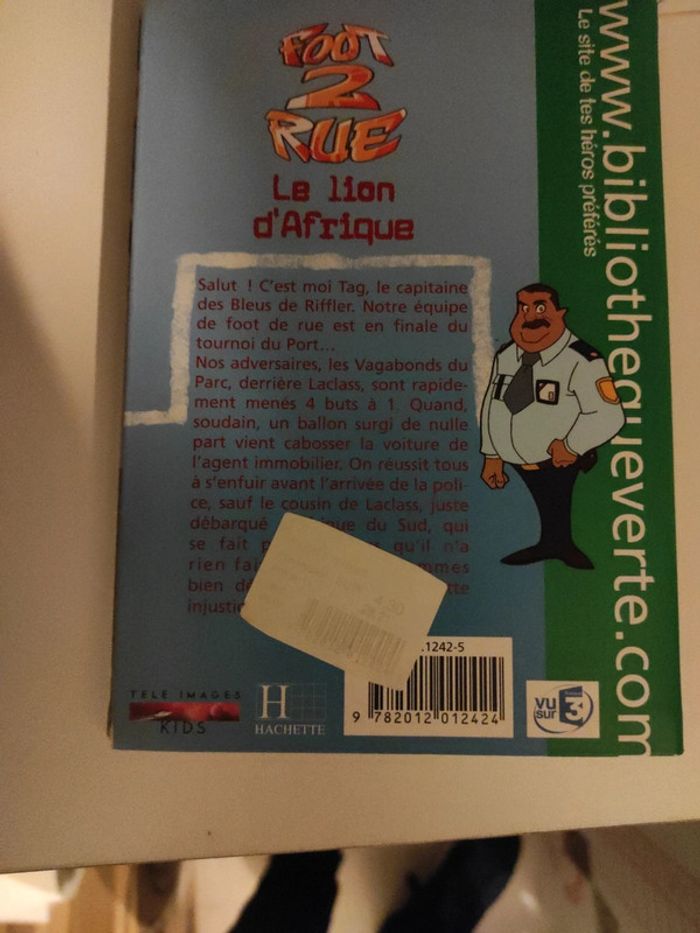 FOOT
2
RUE
Le lion
d'Afrique
Salut ! C'est moi Tag, le capitaine
des Bleus de Riffler. Notre équipe
de foot de rue est en finale du
tournoi du Port...
Nos adversaires, les Vagabonds du
Parc, derrière Laclass, sont rapide-
ment menés 4 buts à 1. Quand,
soudain, un ballon surgi de nulle
part vient cabosser la voiture de
l'agent immobilier. On réussit tous
à s'enfuir avant l'arrivée de la poli-
ce, sauf le cousin de Laclass, juste
débarqué du Sud, qui
se fait qu'il n'a
rien
bien
www.bibliothequeverte.com
Le site de tes héros préférés
TELE IMAGES
KIDS
H
HACHETTE
.1242-5
9 782012 012424
vu
sur
3